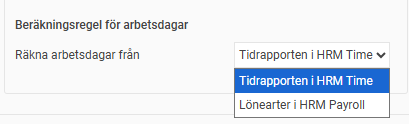 Beräkningsregel för arbetsdagar
Räkna arbetsdagar från Tidrapporten i HRM Time
Tidrapporten i HRM Time
Lönearter i HRM Payroll